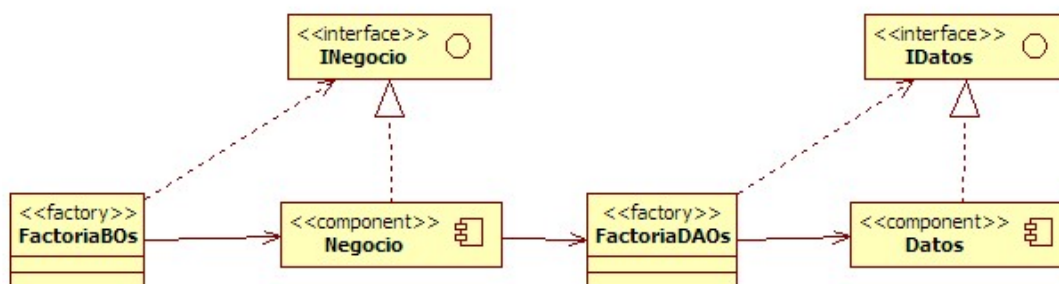 <<interface>>
INegocio
<<interface>>
IDatos
<<factory>>
FactoriaBOs
<<component>>
Negocio
<<factory>>
FactoriaDAOs
<<component>>
Datos